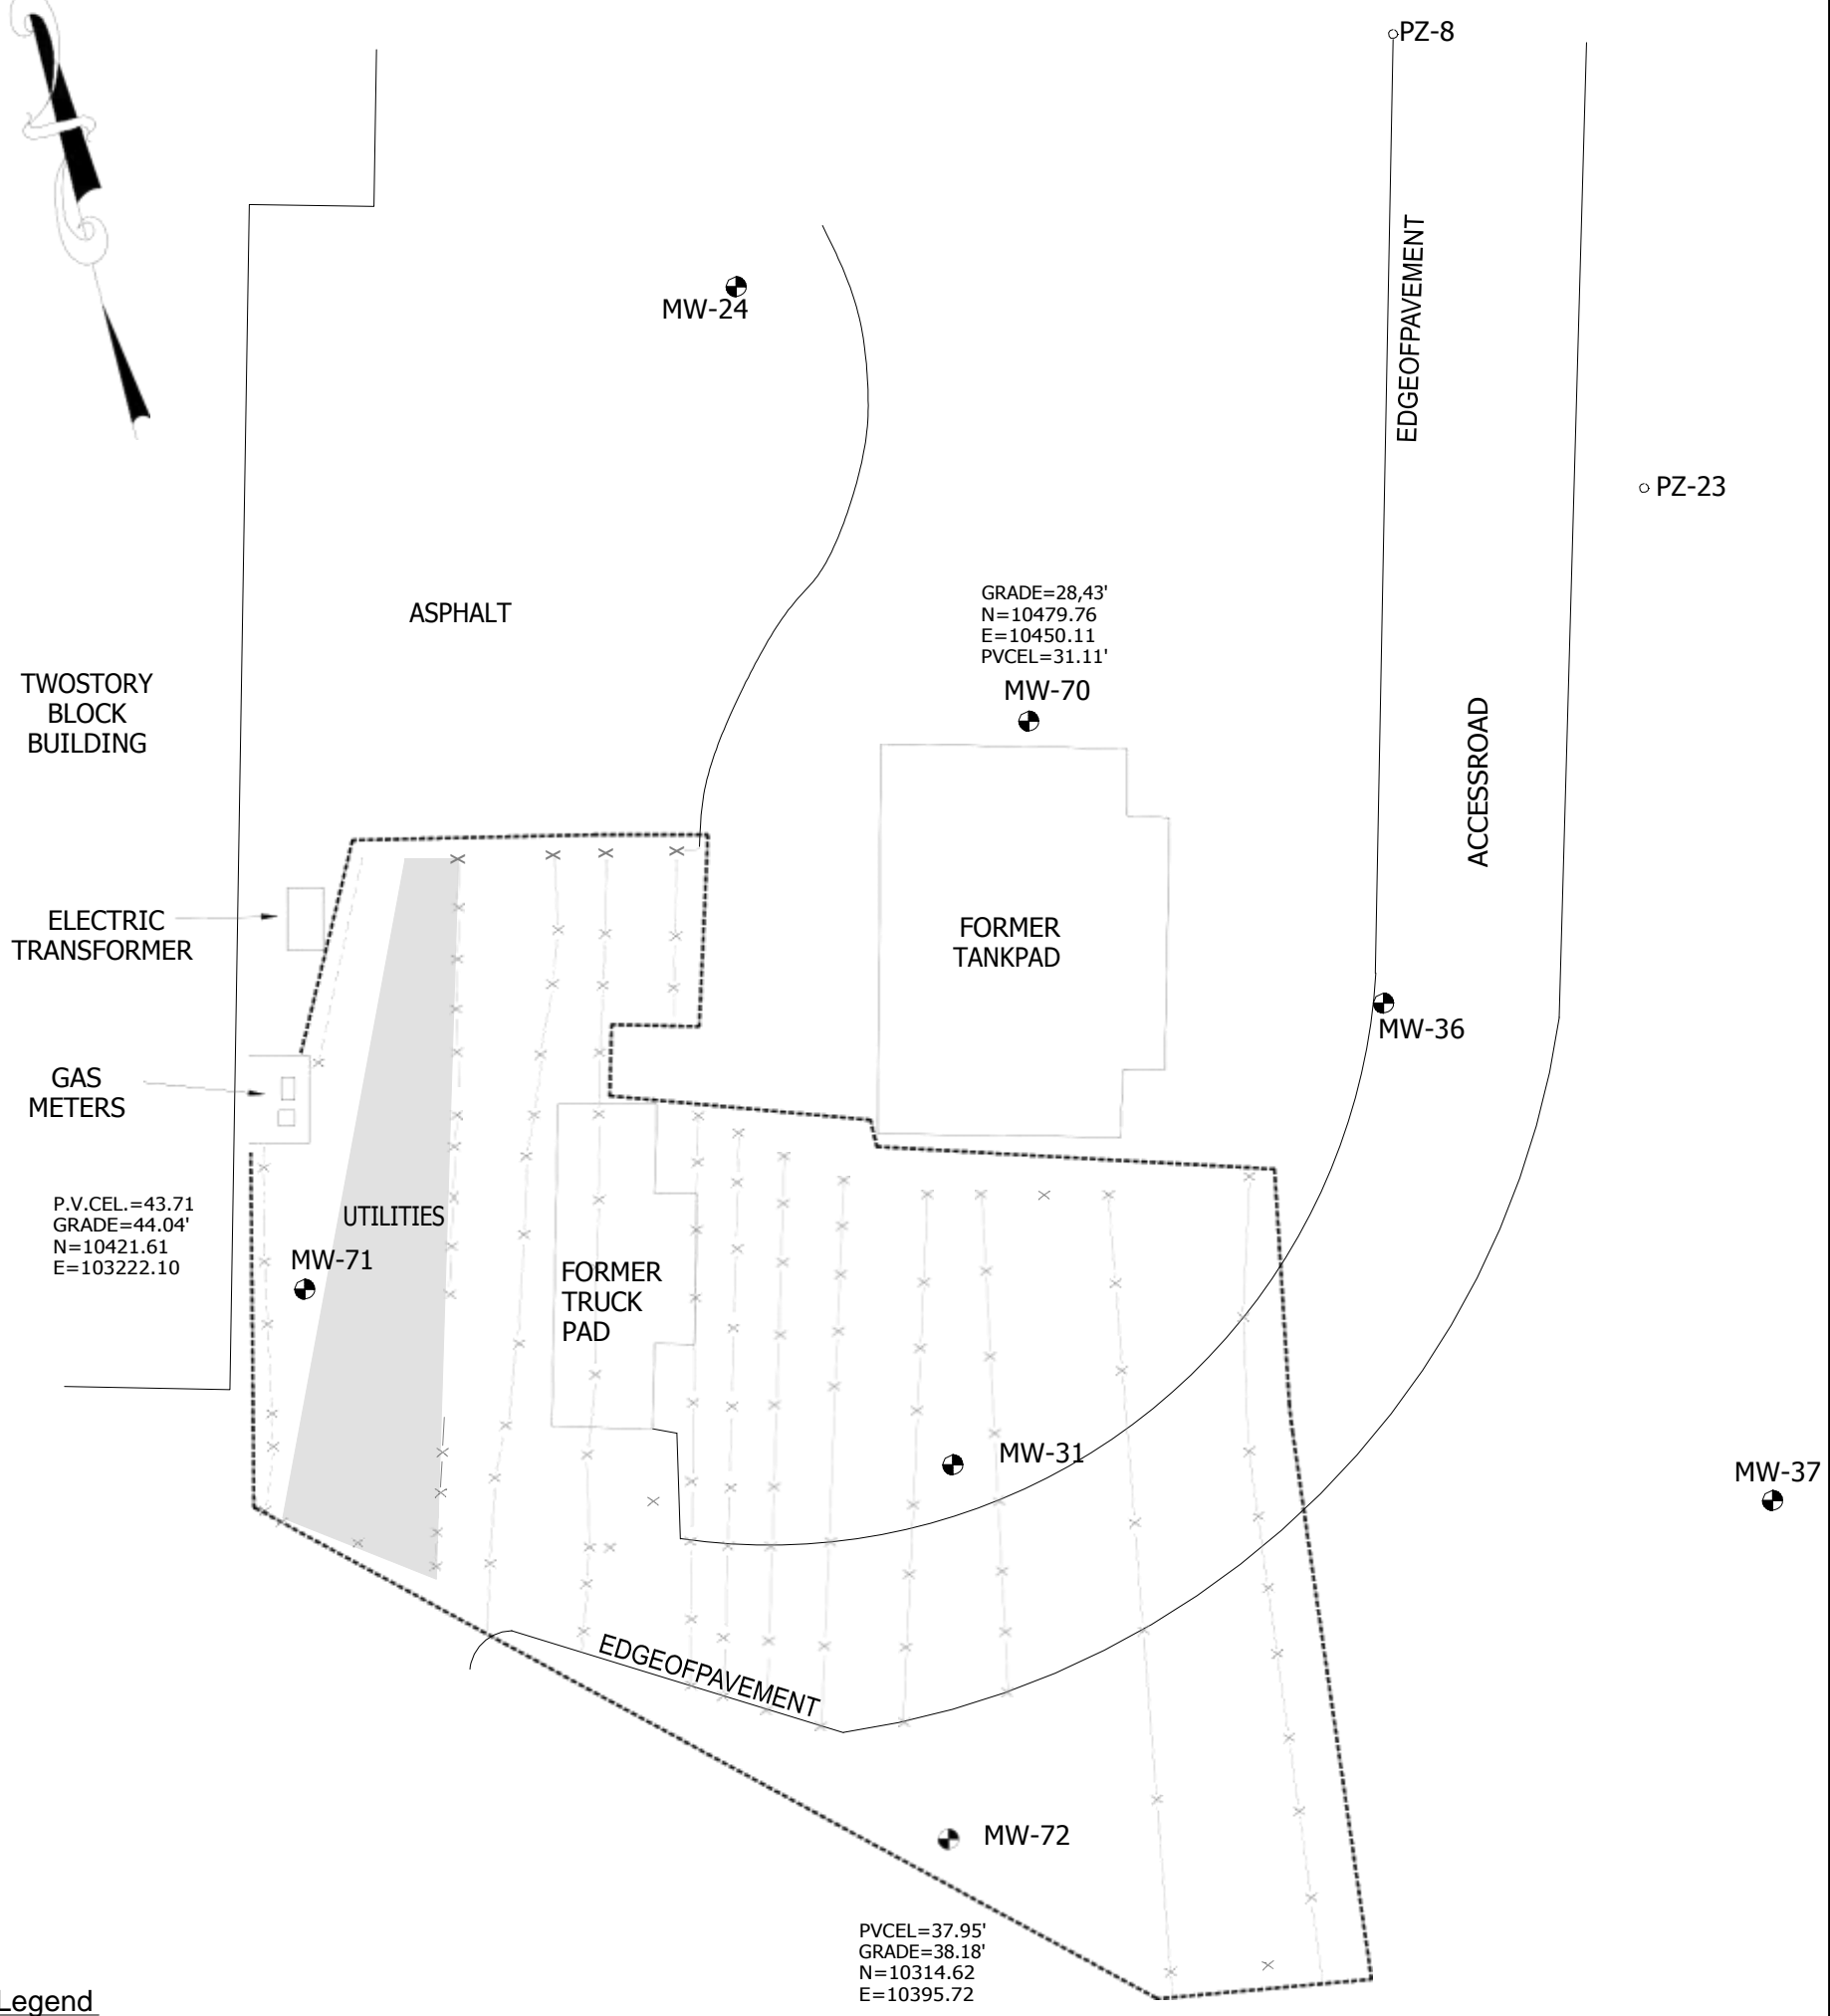 PZ-8
EDGEOFPAVEMENT
MW-24
PZ-23
ASPHALT
GRADE=28,43'
N=10479.76
E=10450.11
PVCEL=31.11'
MW-70
TWOSTORY
BLOCK
BUILDING
ACCESSROAD
ELECTRIC
TRANSFORMER
FORMER
TANKPAD
MW-36
GAS
METERS
P.V.CEL.=43.71
GRADE=44.04'
N=10421.61
E=103222.10
UTILITIES
MW-71
FORMER
TRUCK
PAD
MW-31
MW-37
EDGEOFPAVEMENT
MW-72
PVCEL=37.95'
GRADE=38.18'
N=10314.62
E=10395.72
Legend